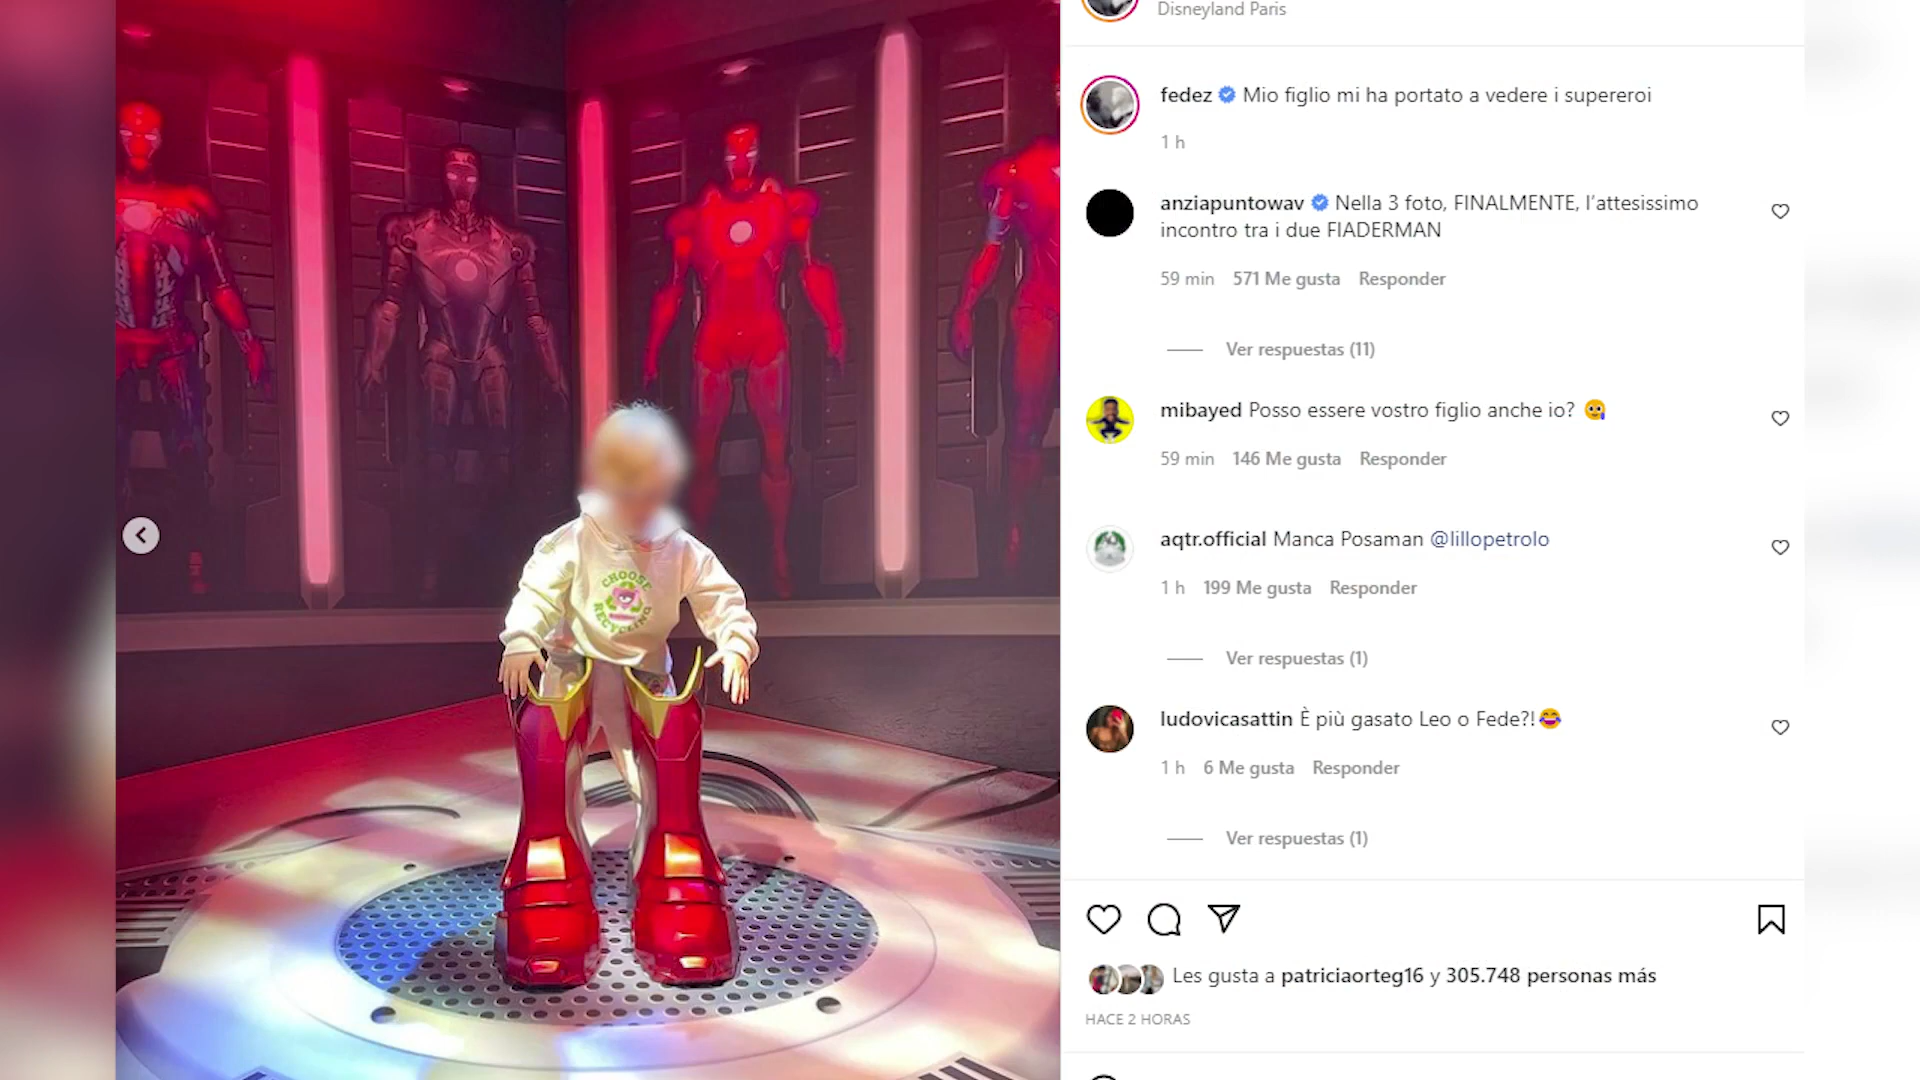 Disneyland Paris
fedez Mio figlio mi ha portato a vedere i supereroi
1 h
anziapuntowav Nella 3 foto, FINALMENTE, l'attesissimo
incontro tra i due FIADERMAN
59 min 571 Me gusta Responder
Ver respuestas (11)
mibayed Posso essere vostro figlio anche io? 🥲
59 min 146 Me gusta Responder
aqtr.official Manca Posaman @lillopetrolo
1 h 199 Me gusta Responder
Ver respuestas (1)
ludovicasattin È più gasato Leo o Fede?!😂
1 h 6 Me gusta Responder
Ver respuestas (1)
Les gusta a patriciaorteg16 y 305.748 personas más
HACE 2 HORAS
CHOOSE
RECYCLING